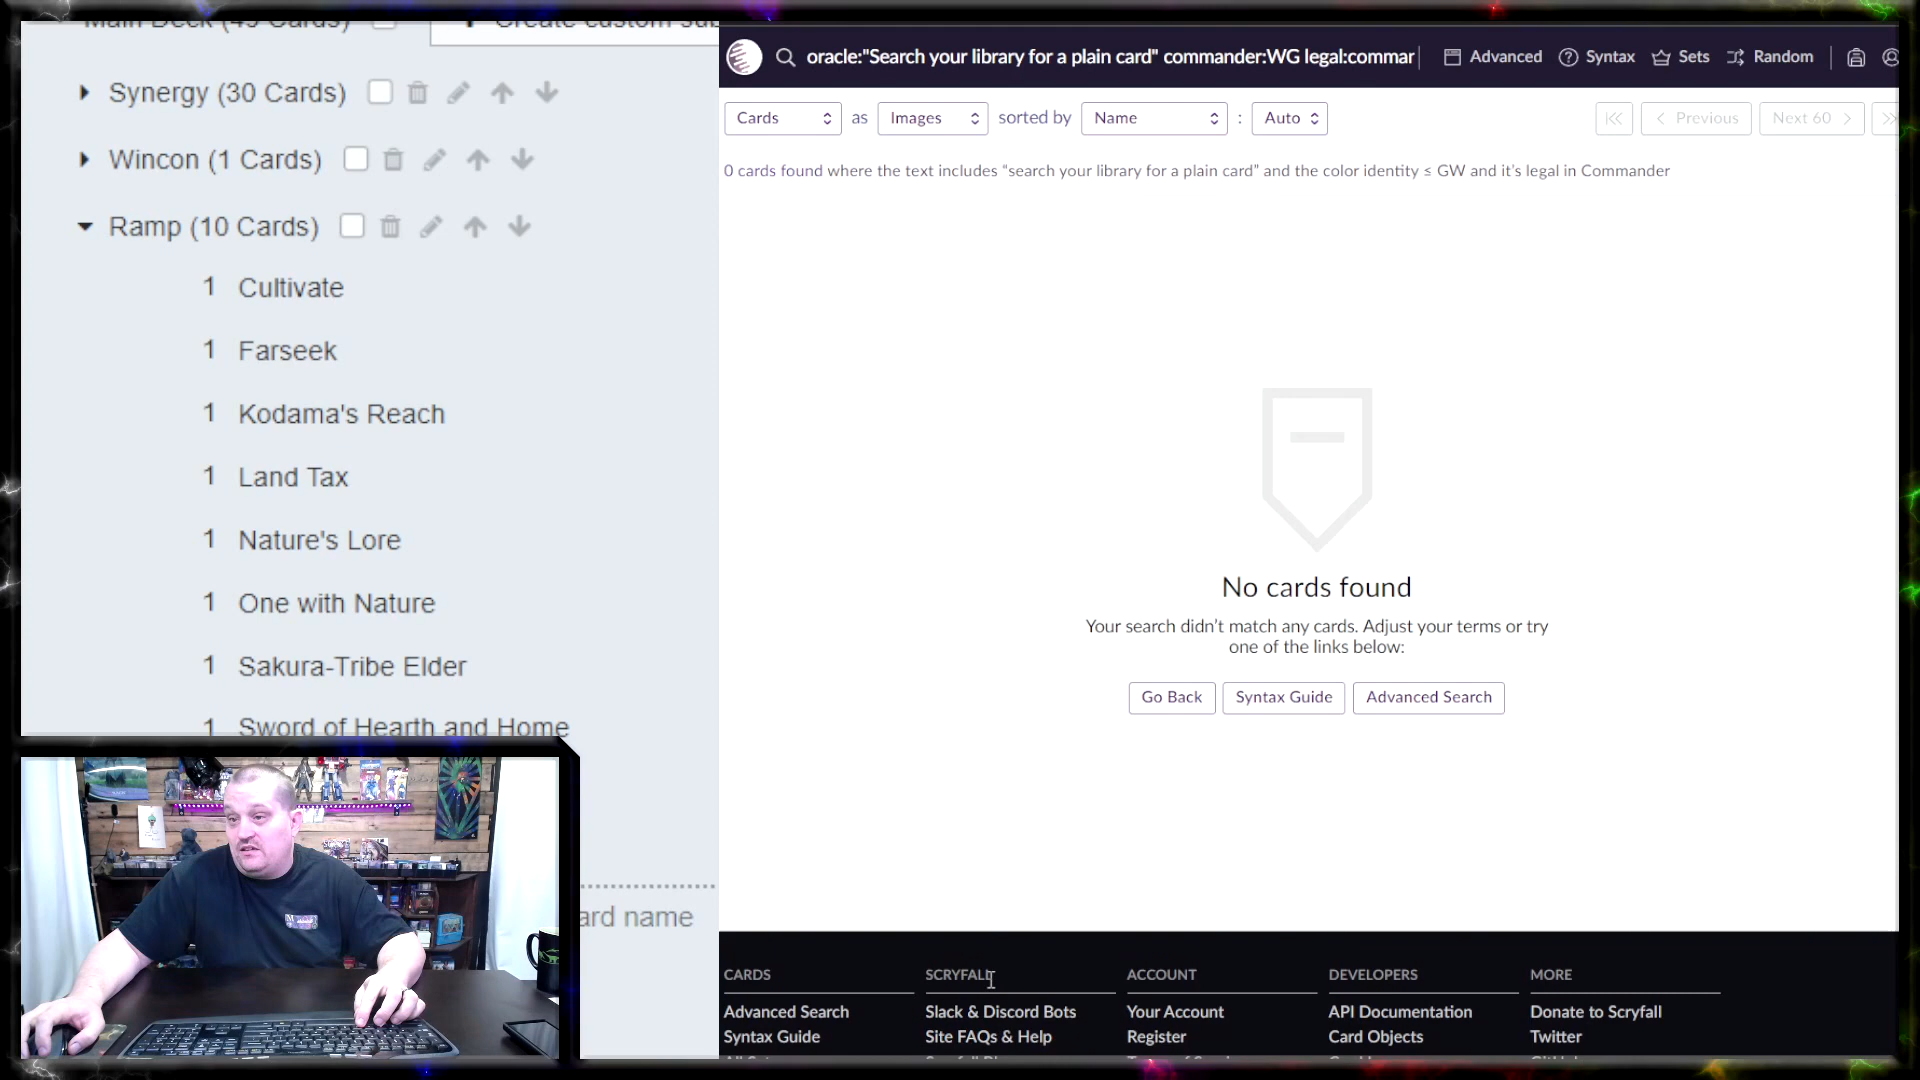 Main Deck (45 Cards)
Create custom sub
Synergy (30 Cards)
Wincon (1 Cards)
Ramp (10 Cards)
1 Cultivate
1 Farseek
1 Kodama's Reach
1 Land Tax
1 Nature's Lore
1 One with Nature
1 Sakura-Tribe Elder
1 Sword of Hearth and Home
ard name
oracle:"Search your library for a plain card" commander:WG legal:commar
Advanced
Syntax
Sets
Random
Cards as Images sorted by Name : Auto
Previous
Next 60
0 cards found where the text includes “search your library for a plain card” and the color identity ≤ GW and it’s legal in Commander
No cards found
Your search didn’t match any cards. Adjust your terms or try
one of the links below:
Go Back
Syntax Guide
Advanced Search
CARDS
Advanced Search
Syntax Guide
SCRYFALL
Slack & Discord Bots
Site FAQs & Help
ACCOUNT
Your Account
Register
DEVELOPERS
API Documentation
Card Objects
MORE
Donate to Scryfall
Twitter